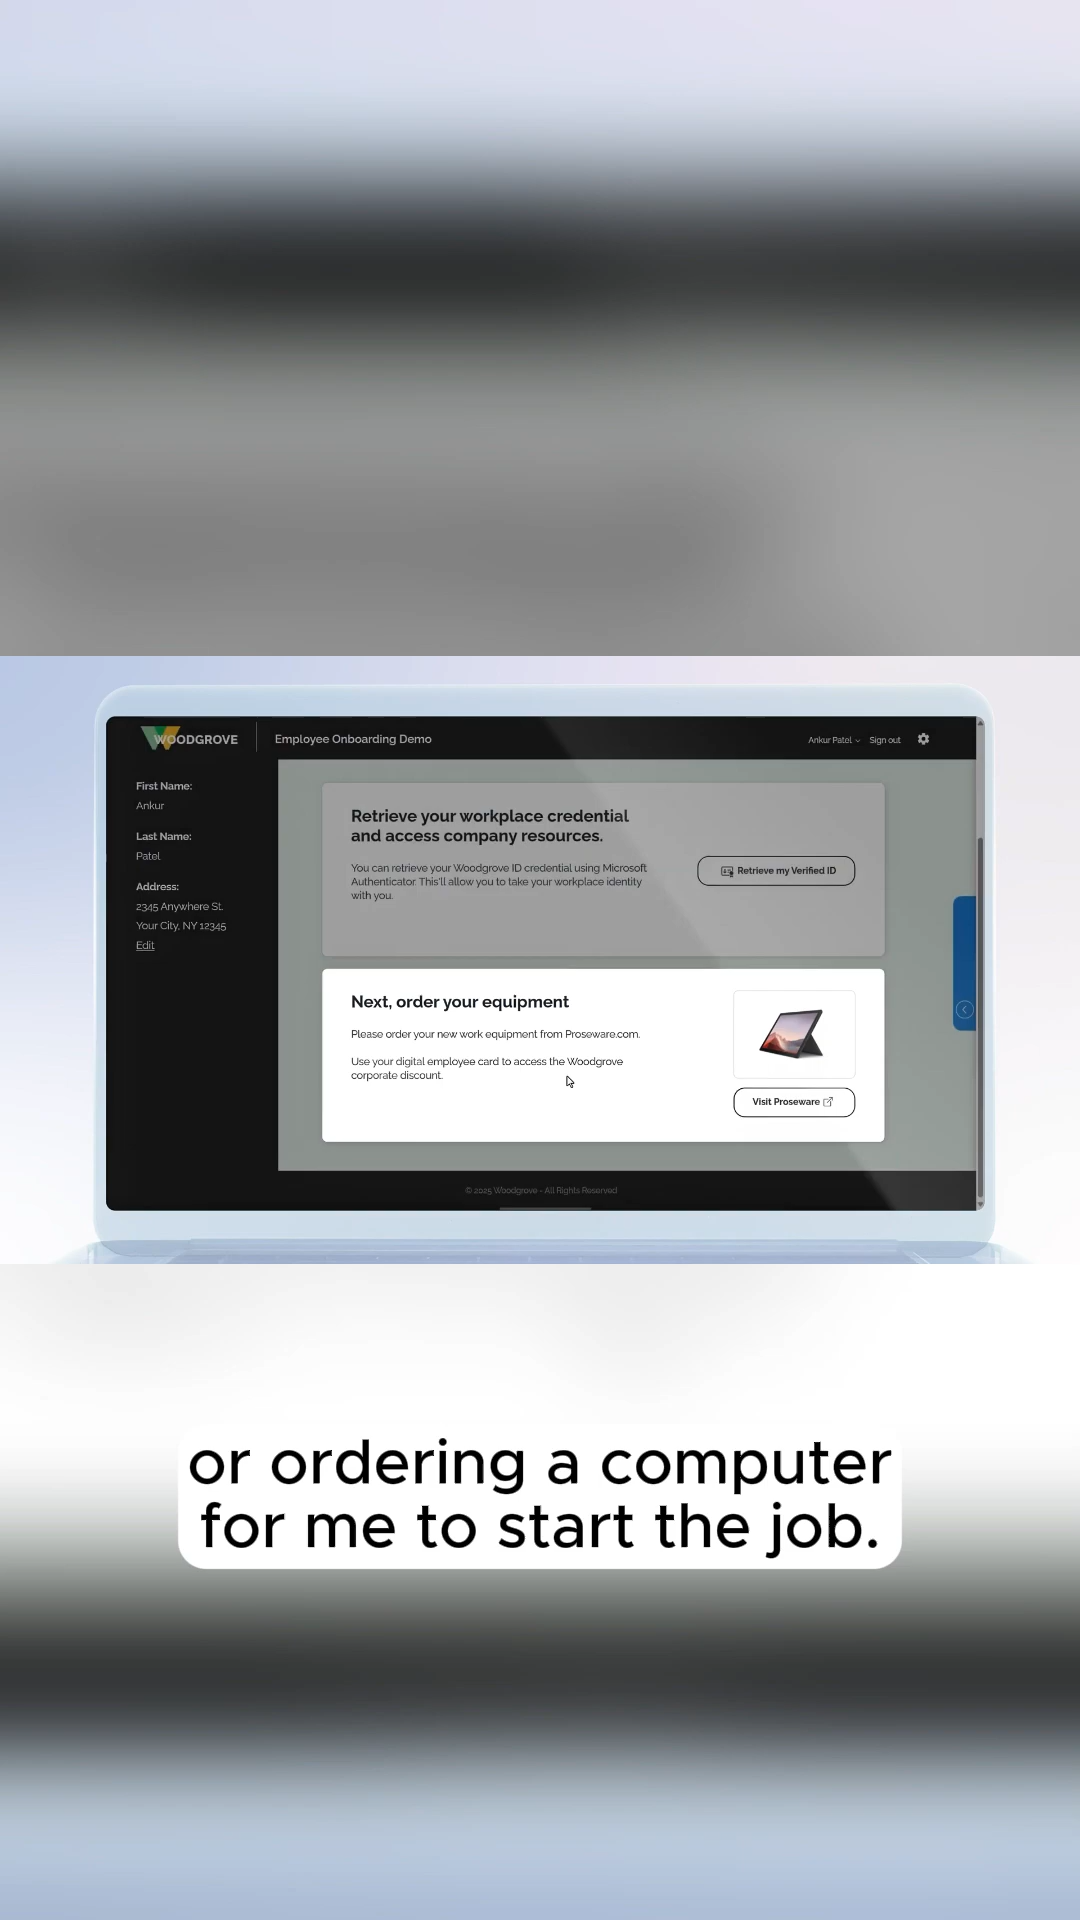 WOODGROVE
Employee Onboarding Demo
Ankur Patel
Sign out
First Name:
Ankur
Last Name:
Patel
Address:
2345 Anywhere St.
Your City, NY 12345
Edit
Retrieve your workplace credential
and access company resources.
You can retrieve your Woodgrove ID credential using Microsoft
Authenticator. This'll allow you to take your workplace identity
with you.
Retrieve my Verified ID
Next, order your equipment
Please order your new work equipment from Proseware.com.
Use your digital employee card to access the Woodgrove
corporate discount.
Visit Proseware
© 2025 Woodgrove - All Rights Reserved
or ordering a computer
for me to start the job.